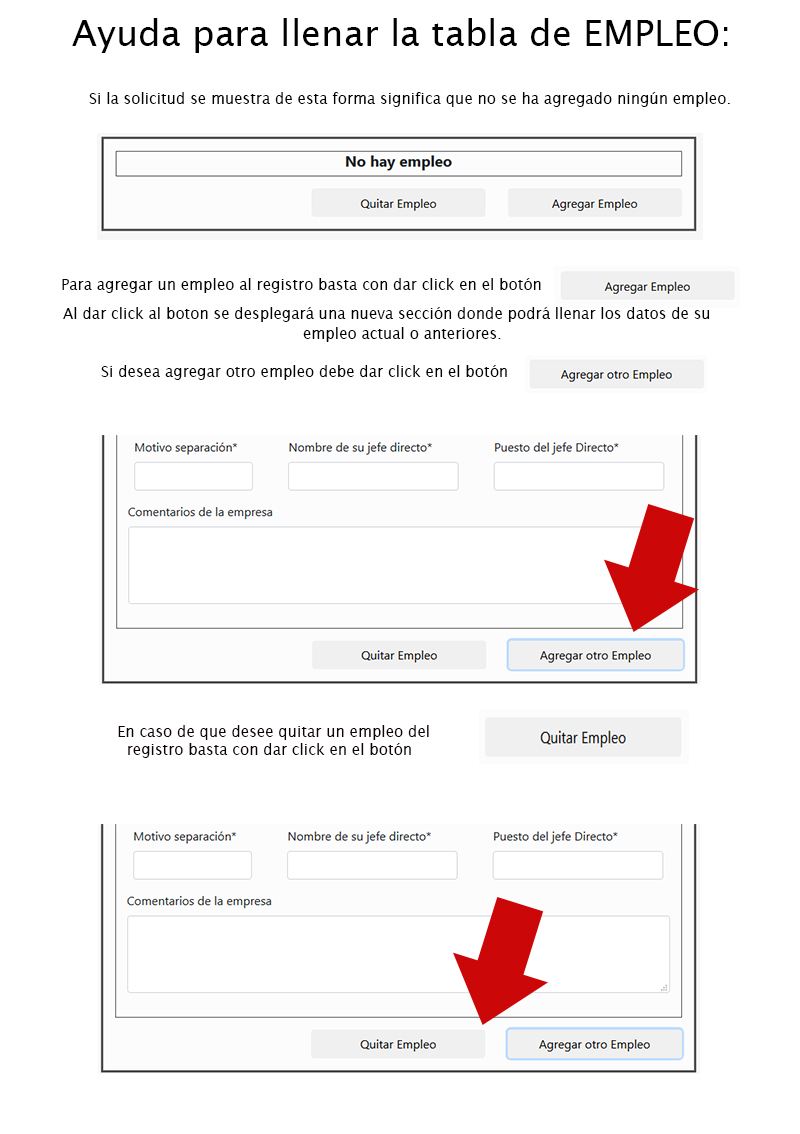 Ayuda para llenar la tabla de EMPLEO:
Si la solicitud se muestra de esta forma significa que no se ha agregado ningún empleo.
No hay empleo
Quitar Empleo Agregar Empleo
Para agregar un empleo al registro basta con dar click en el botón Agregar Empleo
Al dar click al boton se desplegará una nueva sección donde podrá llenar los datos de su
empleo actual o anteriores.
Si desea agregar otro empleo debe dar click en el botón Agregar otro Empleo
Motivo separación* Nombre de su jefe directo* Puesto del jefe Directo*
Comentarios de la empresa
Quitar Empleo Agregar otro Empleo
En caso de que desee quitar un empleo del
registro basta con dar click en el botón
Quitar Empleo
Motivo separación* Nombre de su jefe directo* Puesto del jefe Directo*
Comentarios de la empresa
Quitar Empleo Agregar otro Empleo